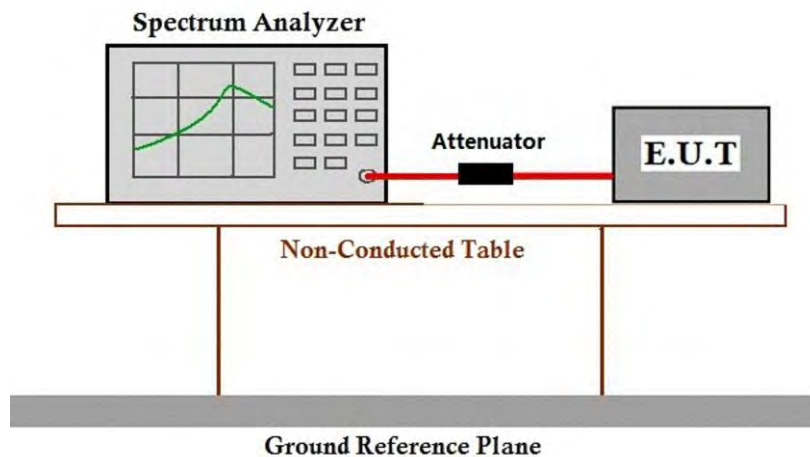 Spectrum Analyzer
Attenuator
E.U.T
Non-Conducted Table
Ground Reference Plane